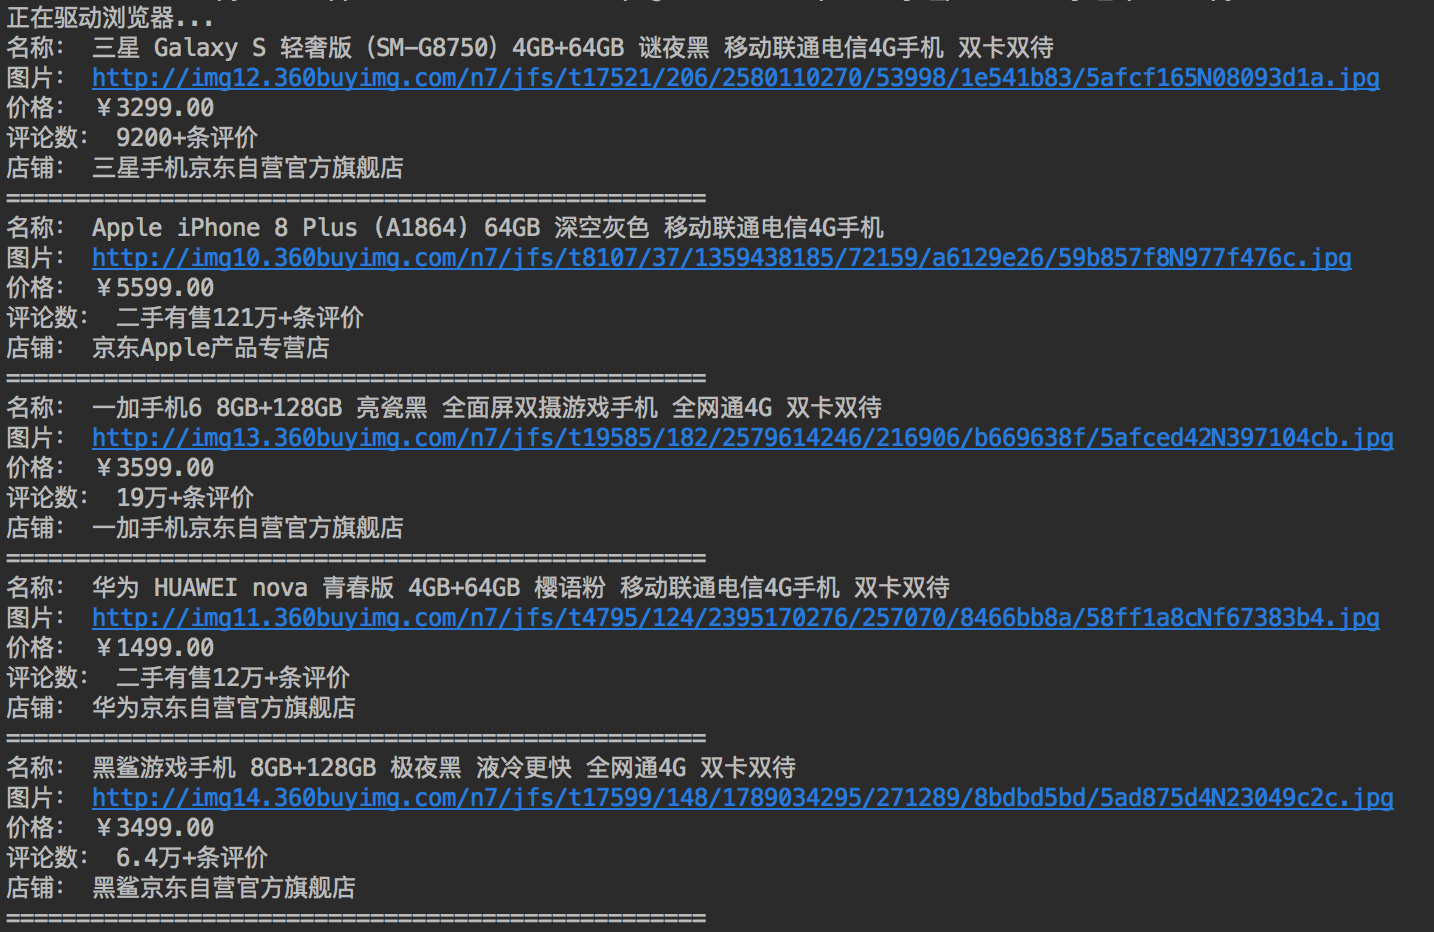 正在驱动浏览器...
名称： 三星 Galaxy S 轻奢版（SM-G8750）4GB+64GB 谜夜黑 移动联通电信4G手机 双卡双待
图片： http://img12.360buyimg.com/n7/jfs/t17521/206/2580110270/53998/1e541b83/5afcf165N08093d1a.jpg
价格： ￥3299.00
评论数： 9200+条评价
店铺： 三星手机京东自营官方旗舰店
==================================================
名称： Apple iPhone 8 Plus (A1864) 64GB 深空灰色 移动联通电信4G手机
图片： http://img10.360buyimg.com/n7/jfs/t8107/37/1359438185/72159/a6129e26/59b857f8N977f476c.jpg
价格： ￥5599.00
评论数： 二手有售121万+条评价
店铺： 京东Apple产品专营店
==================================================
名称： 一加手机6 8GB+128GB 亮瓷黑 全面屏双摄游戏手机 全网通4G 双卡双待
图片： http://img13.360buyimg.com/n7/jfs/t19585/182/2579614246/216906/b669638f/5afced42N397104cb.jpg
价格： ￥3599.00
评论数： 19万+条评价
店铺： 一加手机京东自营官方旗舰店
==================================================
名称： 华为 HUAWEI nova 青春版 4GB+64GB 樱语粉 移动联通电信4G手机 双卡双待
图片： http://img11.360buyimg.com/n7/jfs/t4795/124/2395170276/257070/8466bb8a/58ff1a8cNf67383b4.jpg
价格： ￥1499.00
评论数： 二手有售12万+条评价
店铺： 华为京东自营官方旗舰店
==================================================
名称： 黑鲨游戏手机 8GB+128GB 极夜黑 液冷更快 全网通4G 双卡双待
图片： http://img14.360buyimg.com/n7/jfs/t17599/148/1789034295/271289/8bdbd5bd/5ad875d4N23049c2c.jpg
价格： ￥3499.00
评论数： 6.4万+条评价
店铺： 黑鲨京东自营官方旗舰店
==================================================